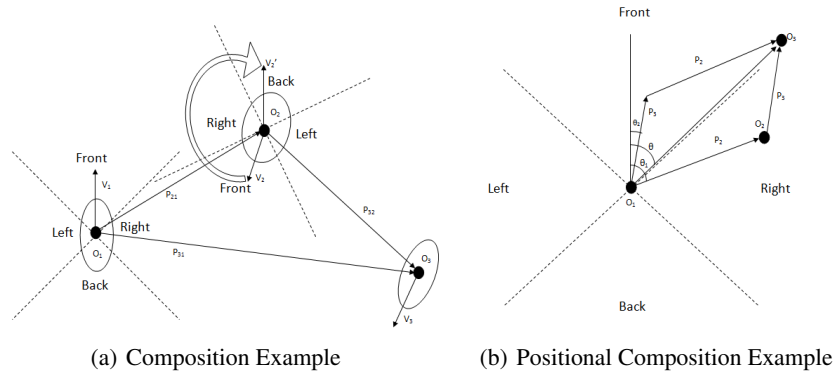 V₂'
Back
O₂
Right
Left
Front
V₂
Front
V₁
P₂₁
P₃₂
Left
Right
O₁
P₃₁
O₃
Back
V₃
(a) Composition Example
Front
O₃
P₂
P₃
θ₂
O₂
P₃
θ
θ₁
P₂
Left
Right
O₁
Back
(b) Positional Composition Example